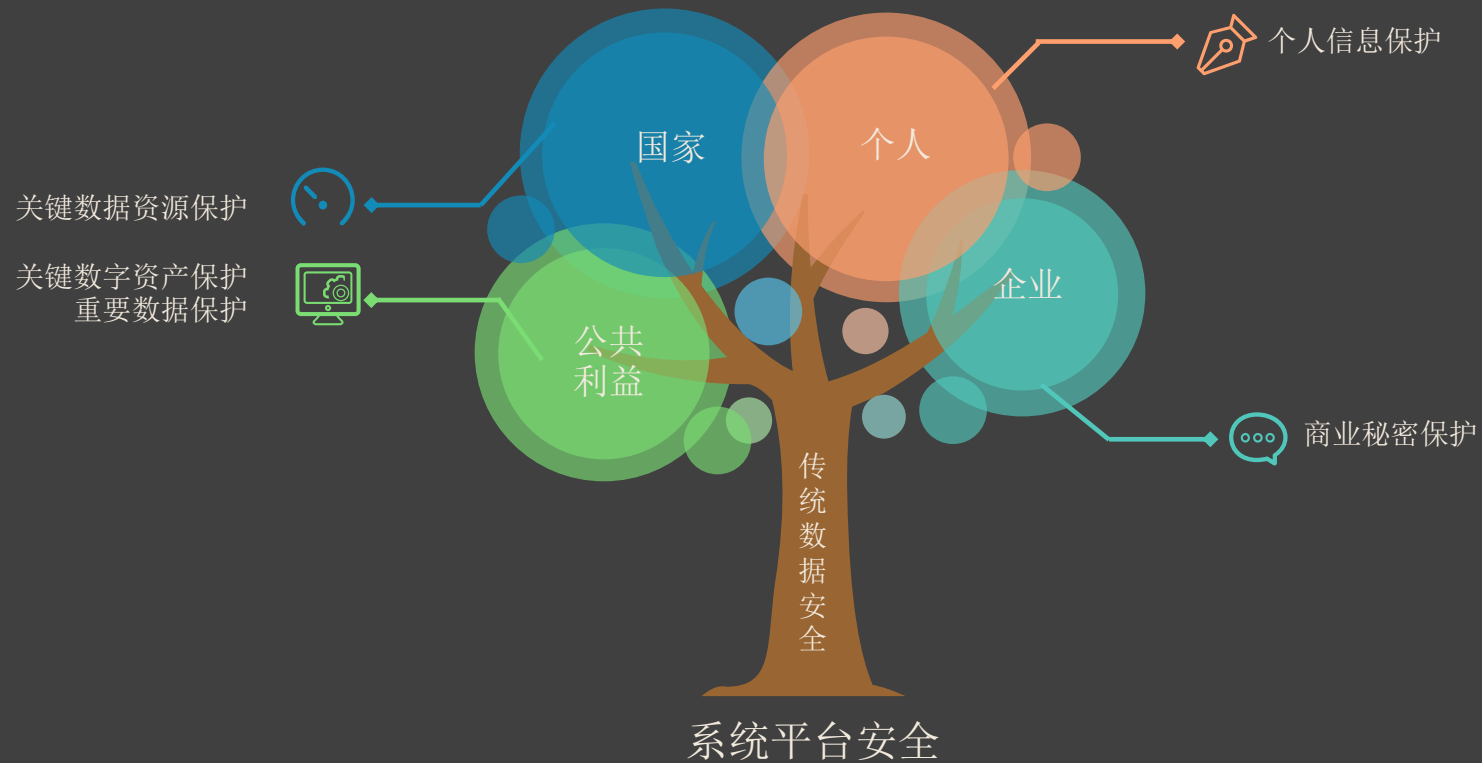 个人信息保护
国家
个人
关键数据资源保护
关键数字资产保护
重要数据保护
企业
公共
利益
商业秘密保护
传统数据安全
系统平台安全